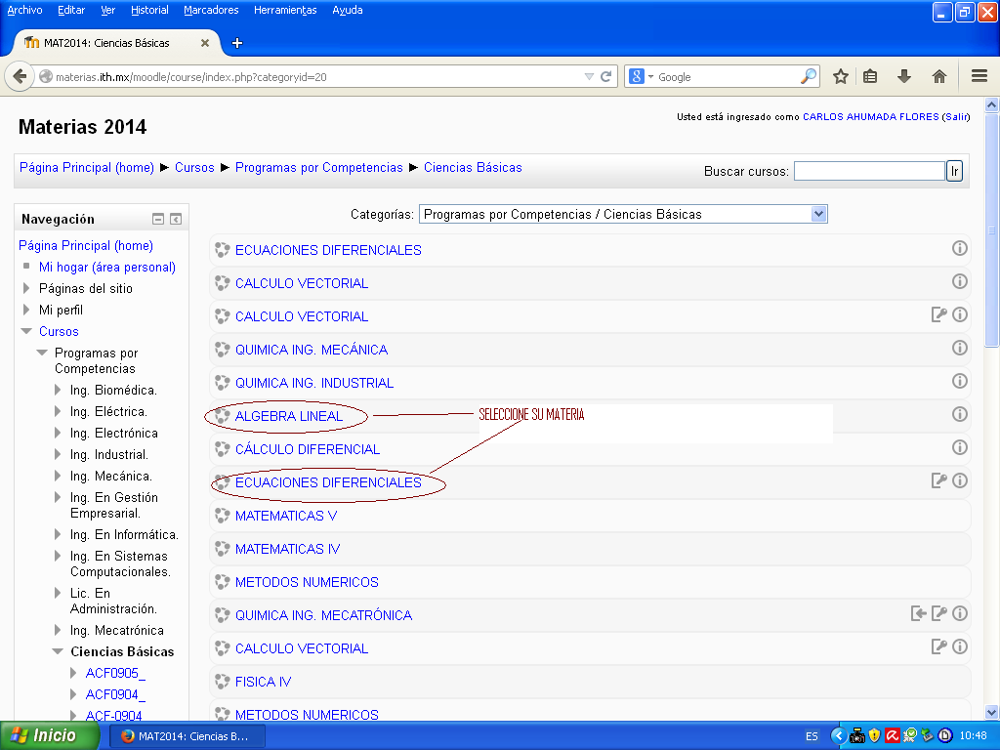 Archivo Editar Ver Historial Marcadores Herramientas Ayuda
MAT2014: Ciencias Básicas
materias.ith.mx/moodle/course/index.php?categoryid=20
Google
Materias 2014
Usted está ingresado como CARLOS AHUMADA FLORES (Salir)
Página Principal (home) ► Cursos ► Programas por Competencias ► Ciencias Básicas
Buscar cursos: Ir
Navegación
Página Principal (home)
Mi hogar (área personal)
Páginas del sitio
Mi perfil
Cursos
Programas por
Competencias
Ing. Biomédica.
Ing. Eléctrica.
Ing. Electrónica
Ing. Industrial.
Ing. Mecánica.
Ing. En Gestión
Empresarial.
Ing. En Informática.
Ing. En Sistemas
Computacionales.
Lic. En
Administración.
Ing. Mecatrónica
Ciencias Básicas
ACF0905_
ACF0904_
ACF-0904
Categorías: Programas por Competencias / Ciencias Básicas
ECUACIONES DIFERENCIALES
CALCULO VECTORIAL
CALCULO VECTORIAL
QUIMICA ING. MECÁNICA
QUIMICA ING. INDUSTRIAL
ALGEBRA LINEAL
SELECCIONE SU MATERIA
CÁLCULO DIFERENCIAL
ECUACIONES DIFERENCIALES
MATEMATICAS V
MATEMATICAS IV
METODOS NUMERICOS
QUIMICA ING. MECATRÓNICA
CALCULO VECTORIAL
FISICA IV
METODOS NUMERICOS
Inicio
MAT2014: Ciencias B...
ES
10:48